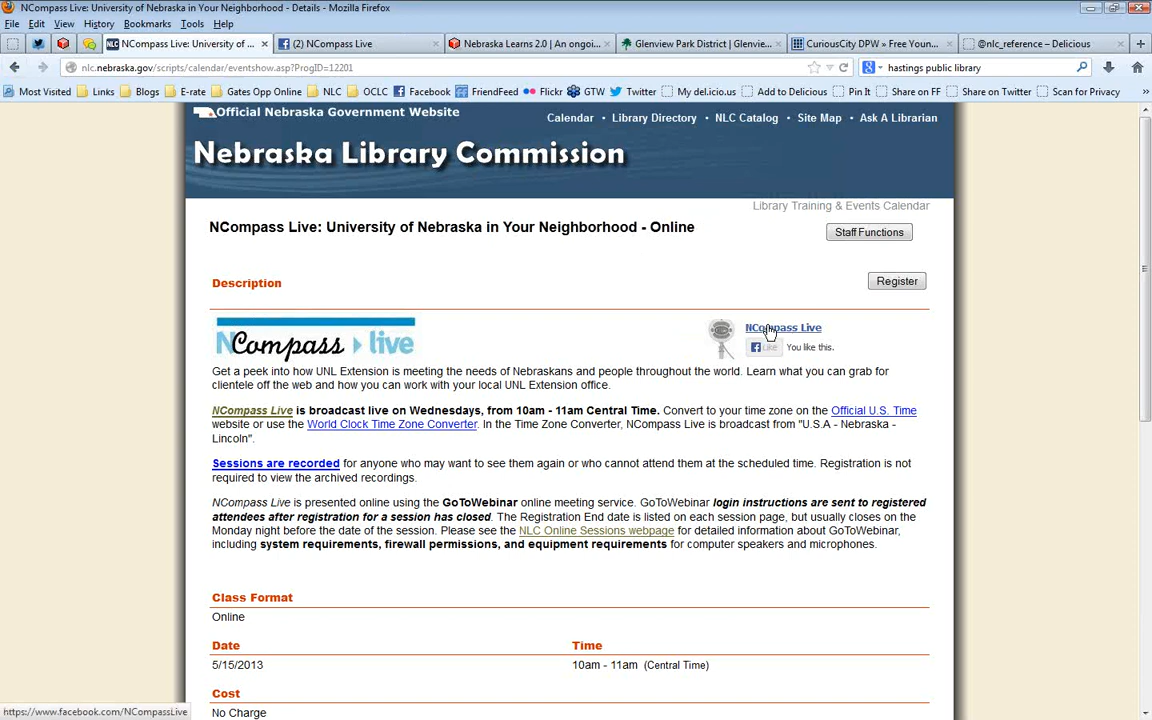 NCompass Live: University of Nebraska in Your Neighborhood - Details - Mozilla Firefox
File Edit View History Bookmarks Tools Help
NCompass Live: University of ... (2) NCompass Live Nebraska Learns 2.0 | An ongoi... Glenview Park District | Glenvie... CuriousCity DPW » Free Youn... @nlc_reference – Delicious
nlc.nebraska.gov/scripts/calendar/eventshow.asp?ProgID=12201 hastings public library
Most Visited Links Blogs E-rate Gates Opp Online NLC OCLC Facebook FriendFeed Flickr GTW Twitter My del.icio.us Add to Delicious Pin It Share on FF Share on Twitter Scan for Privacy
Official Nebraska Government Website
Calendar • Library Directory • NLC Catalog • Site Map • Ask A Librarian
Nebraska Library Commission
Library Training & Events Calendar
NCompass Live: University of Nebraska in Your Neighborhood - Online
Staff Functions
Description
Register
NCompass live
NCompass Live
Like You like this.
Get a peek into how UNL Extension is meeting the needs of Nebraskans and people throughout the world. Learn what you can grab for
clientele off the web and how you can work with your local UNL Extension office.
NCompass Live is broadcast live on Wednesdays, from 10am - 11am Central Time. Convert to your time zone on the Official U.S. Time
website or use the World Clock Time Zone Converter. In the Time Zone Converter, NCompass Live is broadcast from "U.S.A - Nebraska -
Lincoln".
Sessions are recorded for anyone who may want to see them again or who cannot attend them at the scheduled time. Registration is not
required to view the archived recordings.
NCompass Live is presented online using the GoToWebinar online meeting service. GoToWebinar login instructions are sent to registered
attendees after registration for a session has closed. The Registration End date is listed on each session page, but usually closes on the
Monday night before the date of the session. Please see the NLC Online Sessions webpage for detailed information about GoToWebinar,
including system requirements, firewall permissions, and equipment requirements for computer speakers and microphones.
Class Format
Online
Date Time
5/15/2013 10am - 11am (Central Time)
Cost
No Charge
https://www.facebook.com/NCompassLive